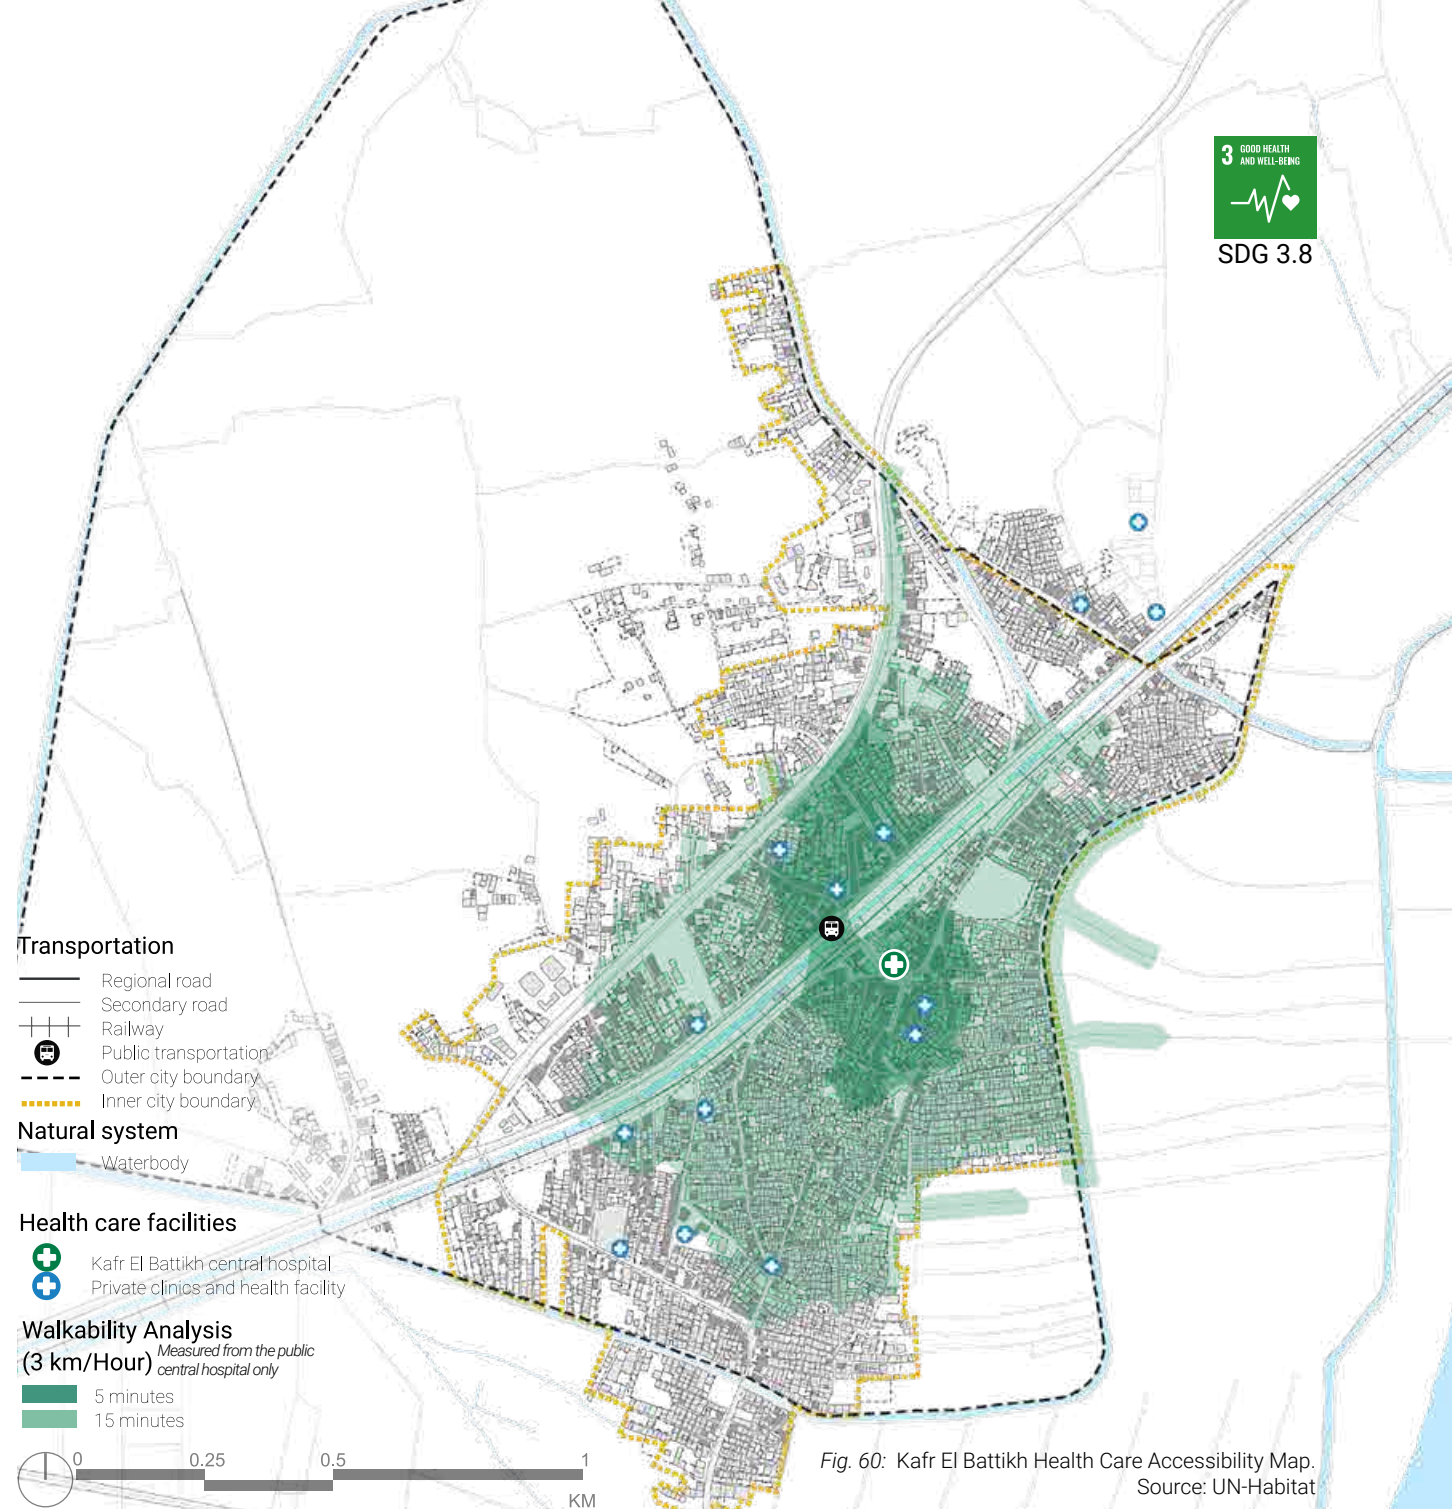 3 GOOD HEALTH
AND WELL-BEING
SDG 3.8
Transportation
Regional road
Secondary road
Railway
Public transportation
Outer city boundary
Inner city boundary
Natural system
Waterbody
Health care facilities
Kafr El Battikh central hospital
Private clinics and health facility
Walkability Analysis
(3 km/Hour) Measured from the public
central hospital only
5 minutes
15 minutes
0 0.25 0.5 1
KM
Fig. 60: Kafr El Battikh Health Care Accessibility Map.
Source: UN-Habitat